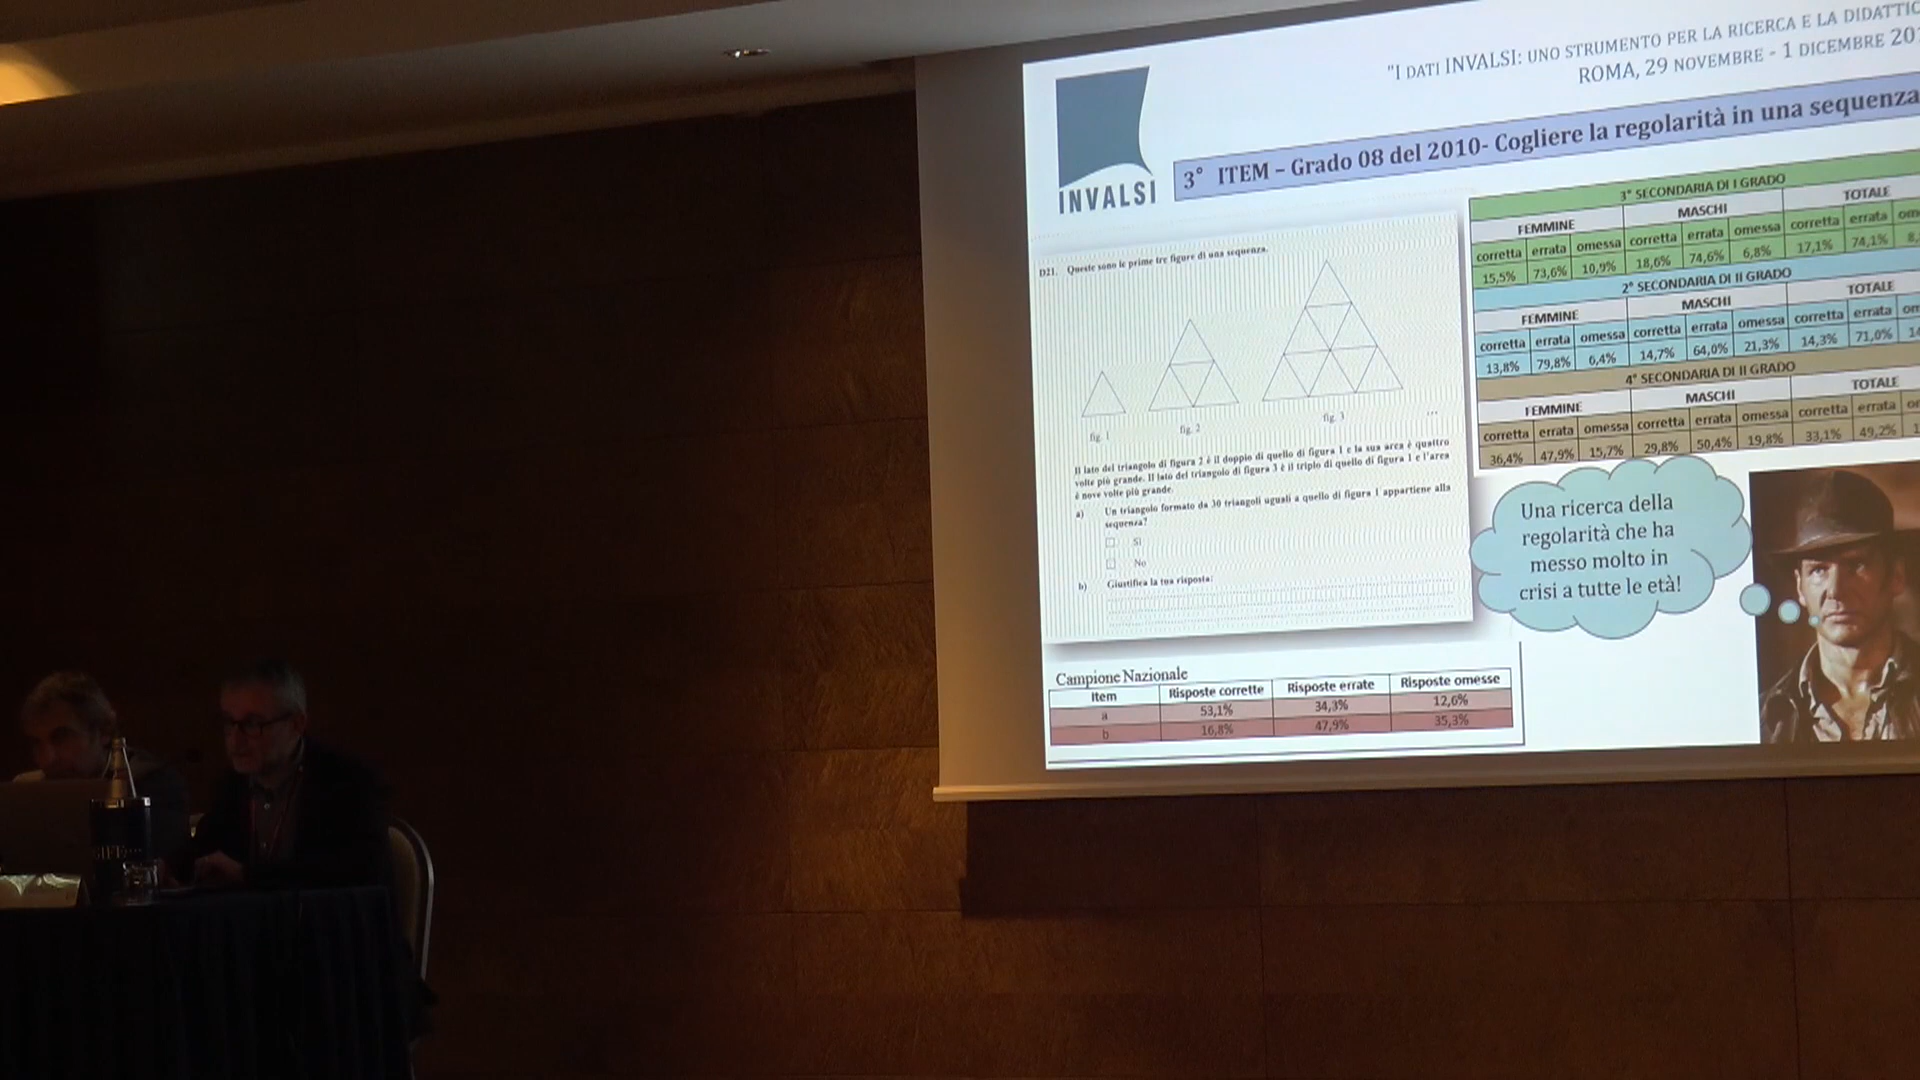 "I DATI INVALSI: UNO STRUMENTO PER LA RICERCA E LA DIDATTIC
ROMA, 29 NOVEMBRE - 1 DICEMBRE 20
INVALSI
3° ITEM – Grado 08 del 2010- Cogliere la regolarità in una sequenza
D21. Queste sono le prime tre figure di una sequenza.
fig. 1
fig. 2
fig. 3
...
Il lato del triangolo di figura 2 è il doppio di quello di figura 1 e la sua area è quattro
volte più grande. Il lato del triangolo di figura 3 è il triplo di quello di figura 1 e l'area
è nove volte più grande.
a) Un triangolo formato da 30 triangoli uguali a quello di figura 1 appartiene alla
sequenza?
Sì
No
b) Giustifica la tua risposta:
3° SECONDARIA DI I GRADO
FEMMINE MASCHI TOTALE
corretta errata omessa corretta errata omessa corretta errata om
15,5% 73,6% 10,9% 18,6% 74,6% 6,8% 17,1% 74,1% 8,
2° SECONDARIA DI II GRADO
FEMMINE MASCHI TOTALE
corretta errata omessa corretta errata omessa corretta errata om
13,8% 79,8% 6,4% 14,7% 64,0% 21,3% 14,3% 71,0% 14
4° SECONDARIA DI II GRADO
FEMMINE MASCHI TOTALE
corretta errata omessa corretta errata omessa corretta errata
36,4% 47,9% 15,7% 29,8% 50,4% 19,8% 33,1% 49,2% 1
Una ricerca della
regolarità che ha
messo molto in
crisi a tutte le età!
Campione Nazionale
Item Risposte corrette Risposte errate Risposte omesse
a 53,1% 34,3% 12,6%
b 16,8% 47,9% 35,3%